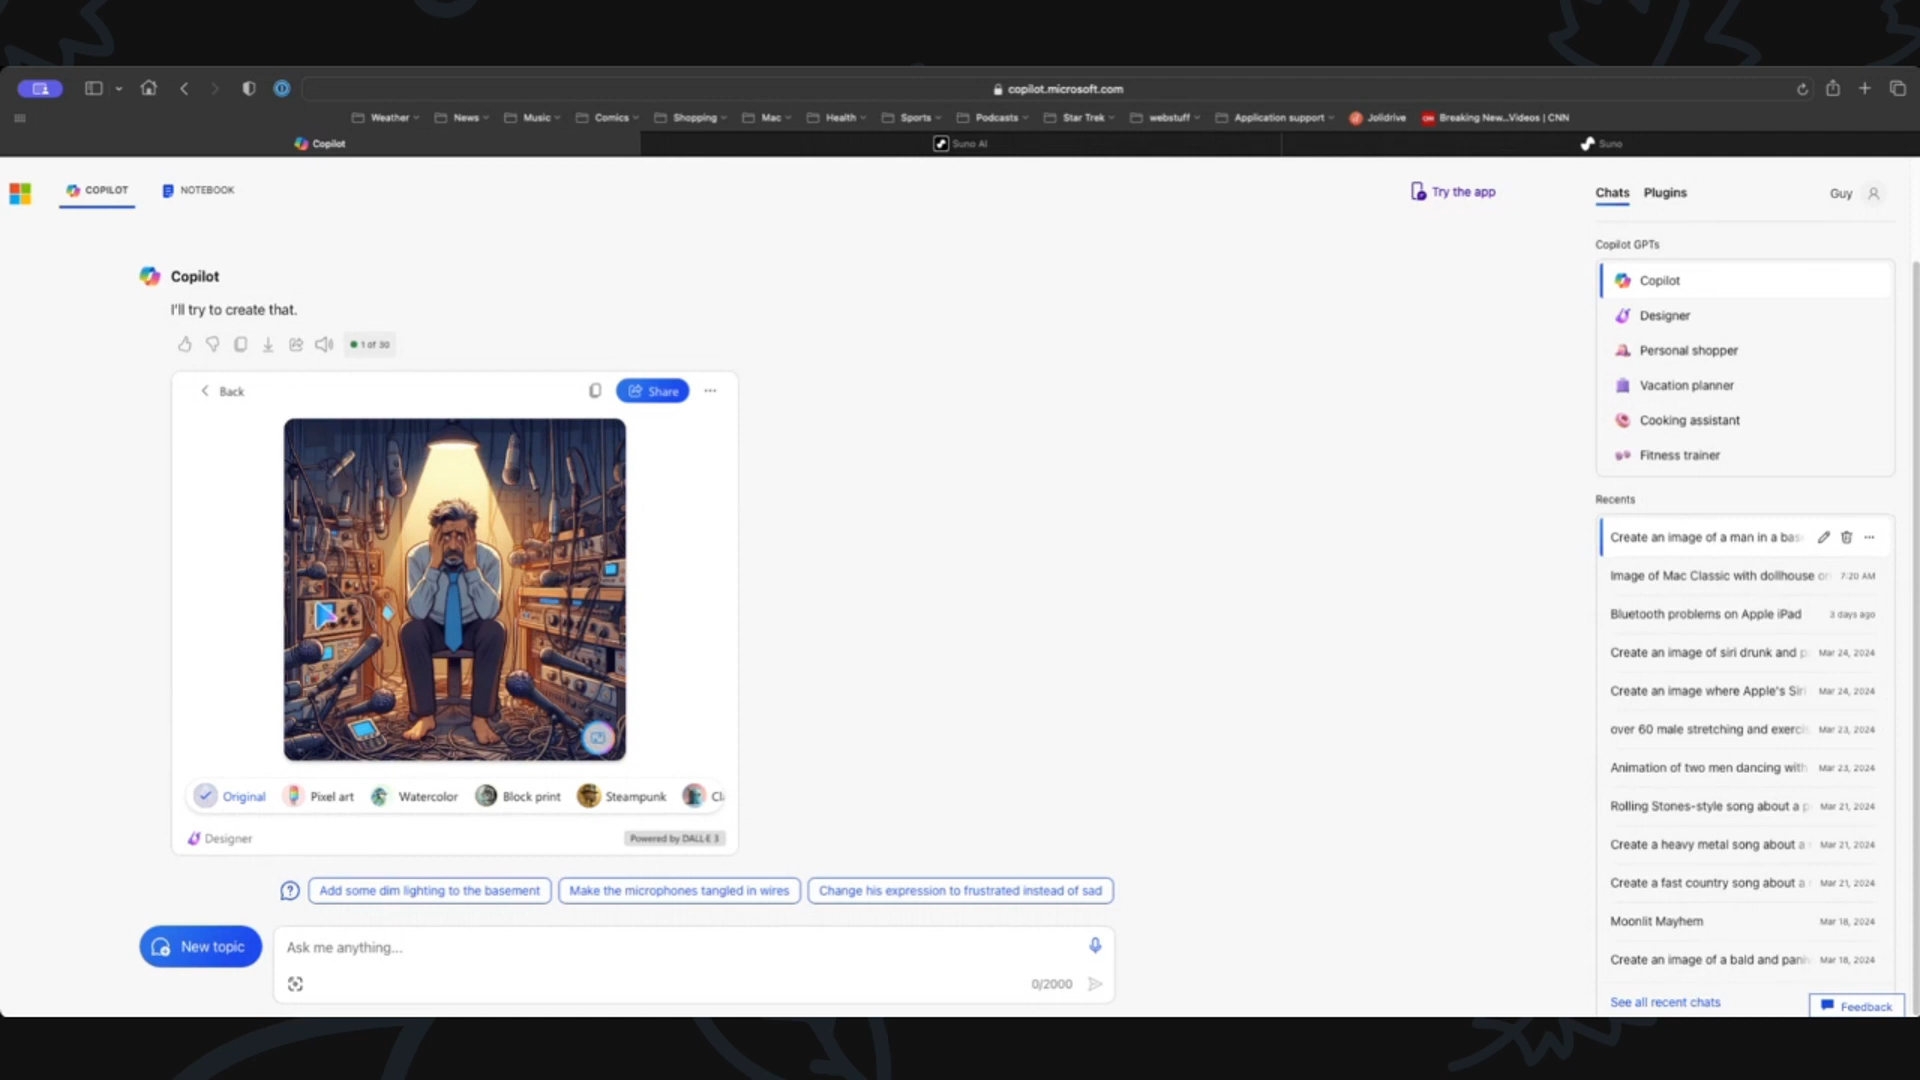 copilot.microsoft.com
Weather
News
Music
Comics
Shopping
Mac
Health
Sports
Podcasts
Star Trek
webstuff
Application support
Jolidrive
Breaking New...Videos | CNN
Copilot
Suno AI
Suno
COPILOT
NOTEBOOK
Try the app
Chats
Plugins
Guy
Copilot
I'll try to create that.
1 of 30
Back
Share
Original
Pixel art
Watercolor
Block print
Steampunk
Cl
Designer
Powered by DALL·E 3
Add some dim lighting to the basement
Make the microphones tangled in wires
Change his expression to frustrated instead of sad
New topic
Ask me anything...
0/2000
Copilot GPTs
Copilot
Designer
Personal shopper
Vacation planner
Cooking assistant
Fitness trainer
Recents
Create an image of a man in a bas
Image of Mac Classic with dollhouse or 7:20 AM
Bluetooth problems on Apple iPad 3 days ago
Create an image of siri drunk and p Mar 24, 2024
Create an image where Apple's Siri Mar 24, 2024
over 60 male stretching and exerci Mar 23, 2024
Animation of two men dancing with Mar 23, 2024
Rolling Stones-style song about a p Mar 21, 2024
Create a heavy metal song about a Mar 21, 2024
Create a fast country song about a Mar 21, 2024
Moonlit Mayhem Mar 18, 2024
Create an image of a bald and pani Mar 18, 2024
See all recent chats
Feedback